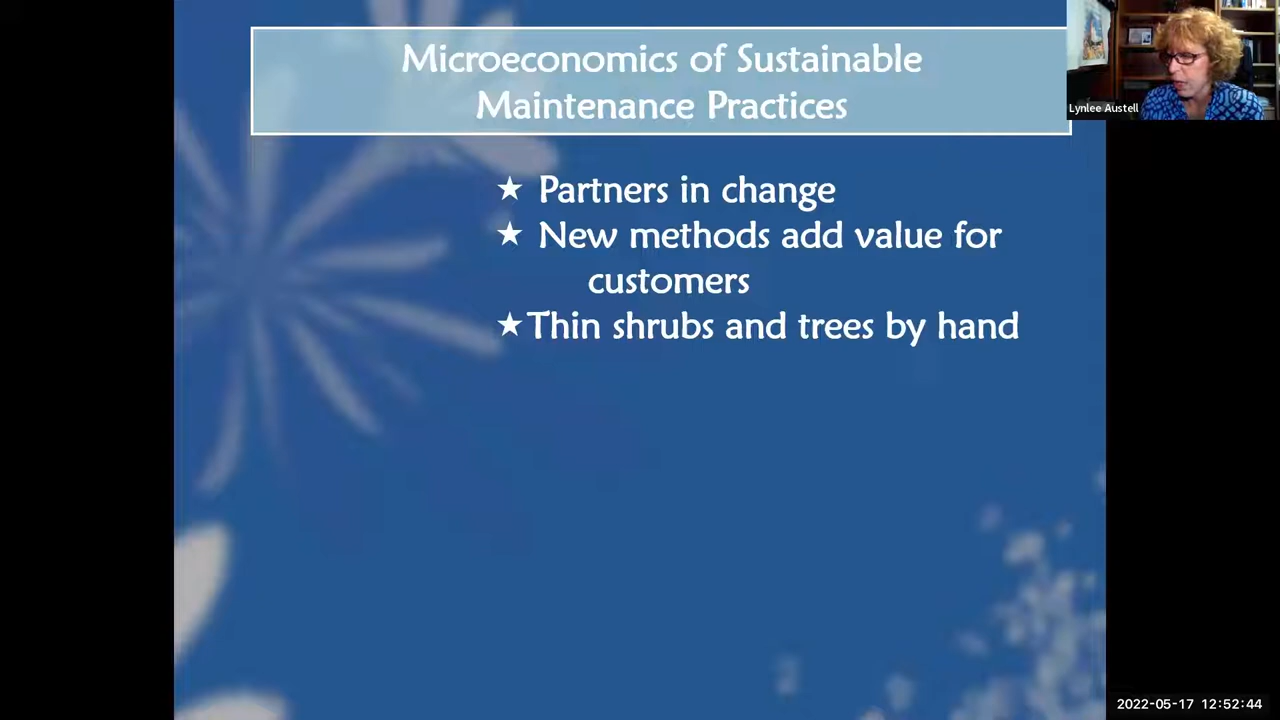 Microeconomics of Sustainable
Maintenance Practices
Lynlee Austell
★ Partners in change
★ New methods add value for
customers
★Thin shrubs and trees by hand
2022-05-17 12:52:44